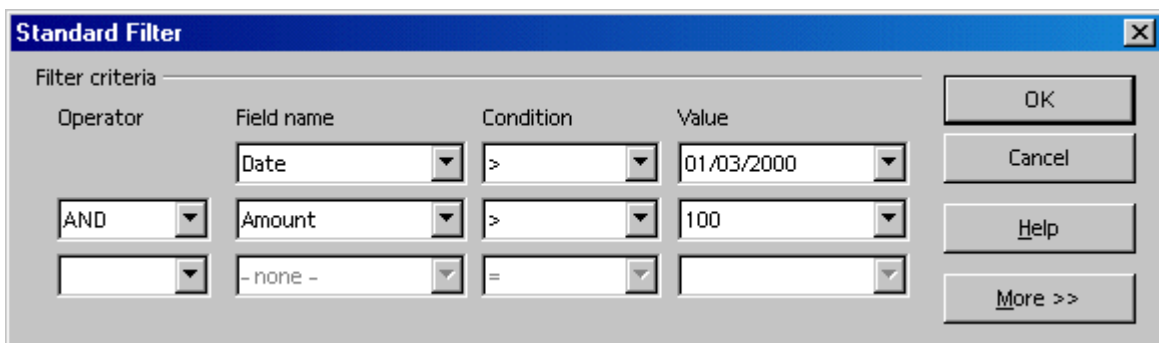 Standard Filter
Filter criteria
Operator Field name Condition Value
Date > 01/03/2000
AND Amount > 100
- none - =
OK
Cancel
Help
More >>